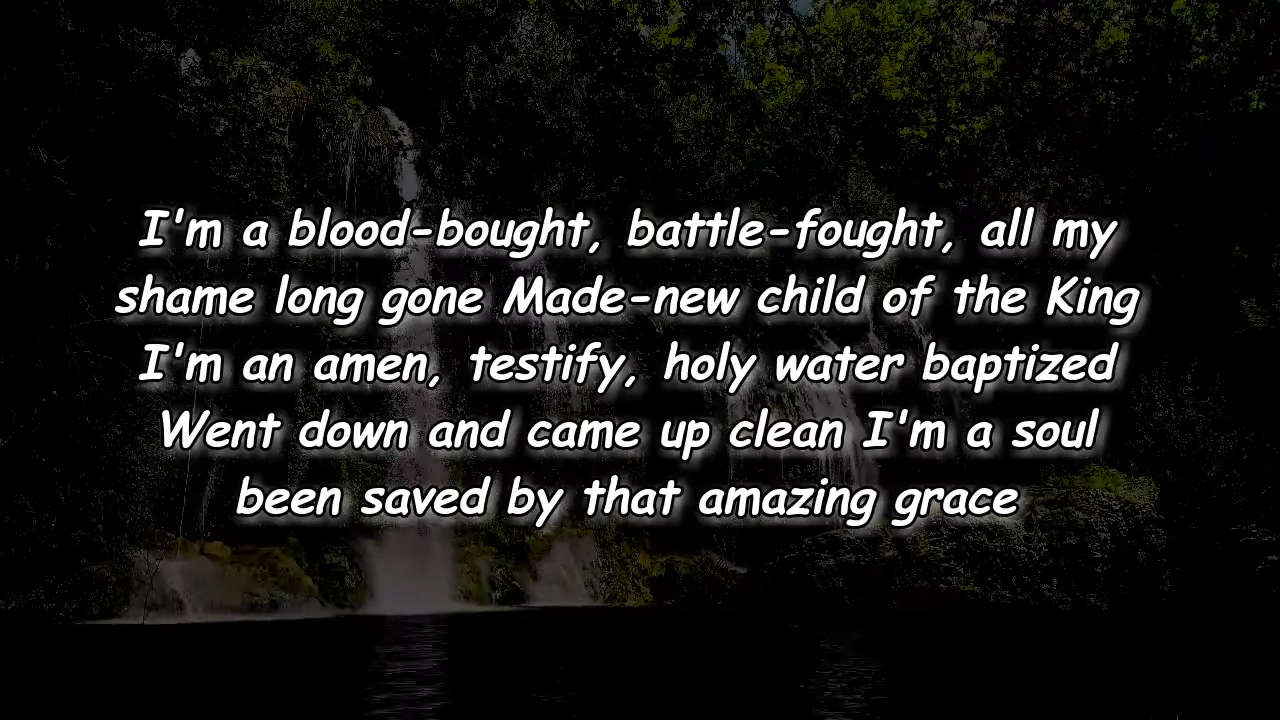 I'm a blood-bought, battle-fought, all my
shame long gone Made-new child of the King
I'm an amen, testify, holy water baptized
Went down and came up clean I'm a soul
been saved by that amazing grace